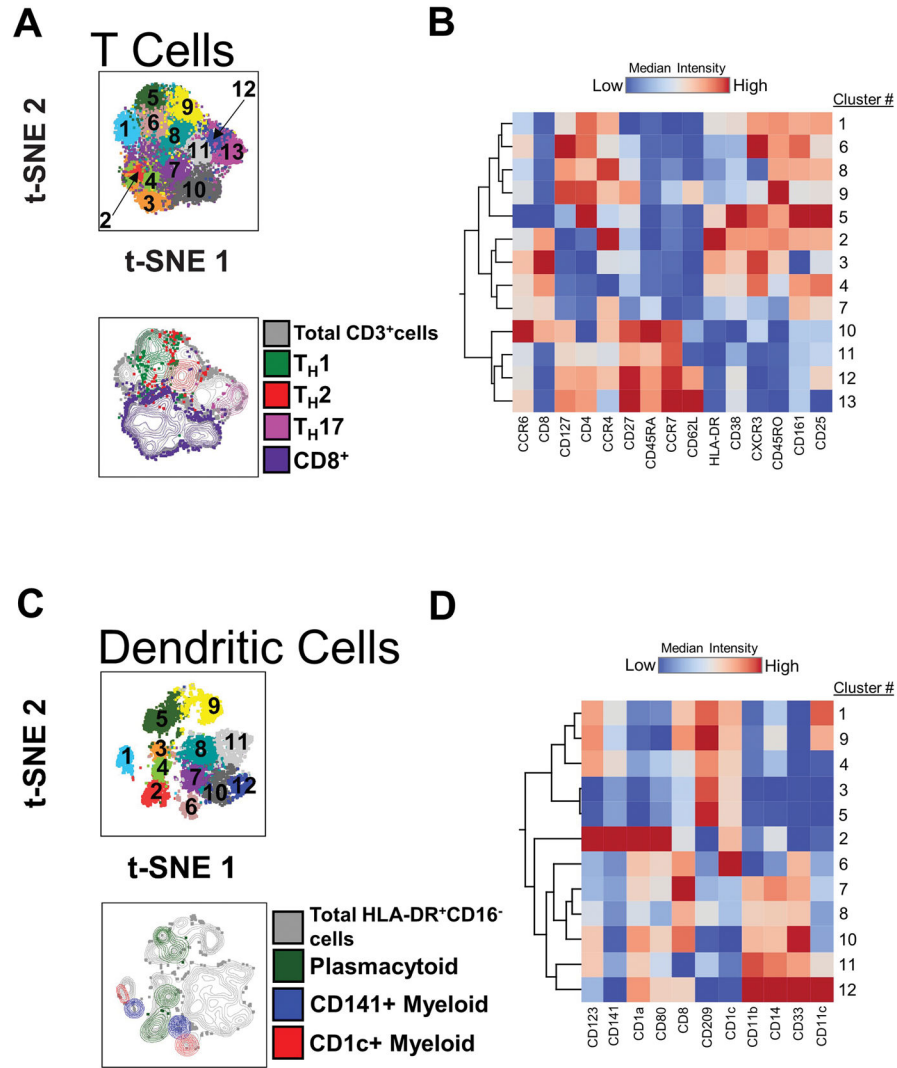 A
T Cells
t-SNE 2
5
9
12
6
1
8
11
13
7
4
10
3
2
t-SNE 1
Total CD3⁺cells
T_H1
T_H2
T_H17
CD8⁺
B
Median Intensity
Low
High
Cluster #
1
6
8
9
5
2
3
4
7
10
11
12
13
CCR6
CD8
CD127
CD4
CCR4
CD27
CD45RA
CCR7
CD62L
HLA-DR
CD38
CXCR3
CD45RO
CD161
CD25
C
Dendritic Cells
t-SNE 2
9
5
11
3
8
1
4
7
12
2
10
6
t-SNE 1
Total HLA-DR⁺CD16⁻
cells
Plasmacytoid
CD141+ Myeloid
CD1c+ Myeloid
D
Median Intensity
Low
High
Cluster #
1
9
4
3
5
2
6
7
8
10
11
12
CD123
CD141
CD1a
CD80
CD8
CD209
CD1c
CD11b
CD14
CD33
CD11c